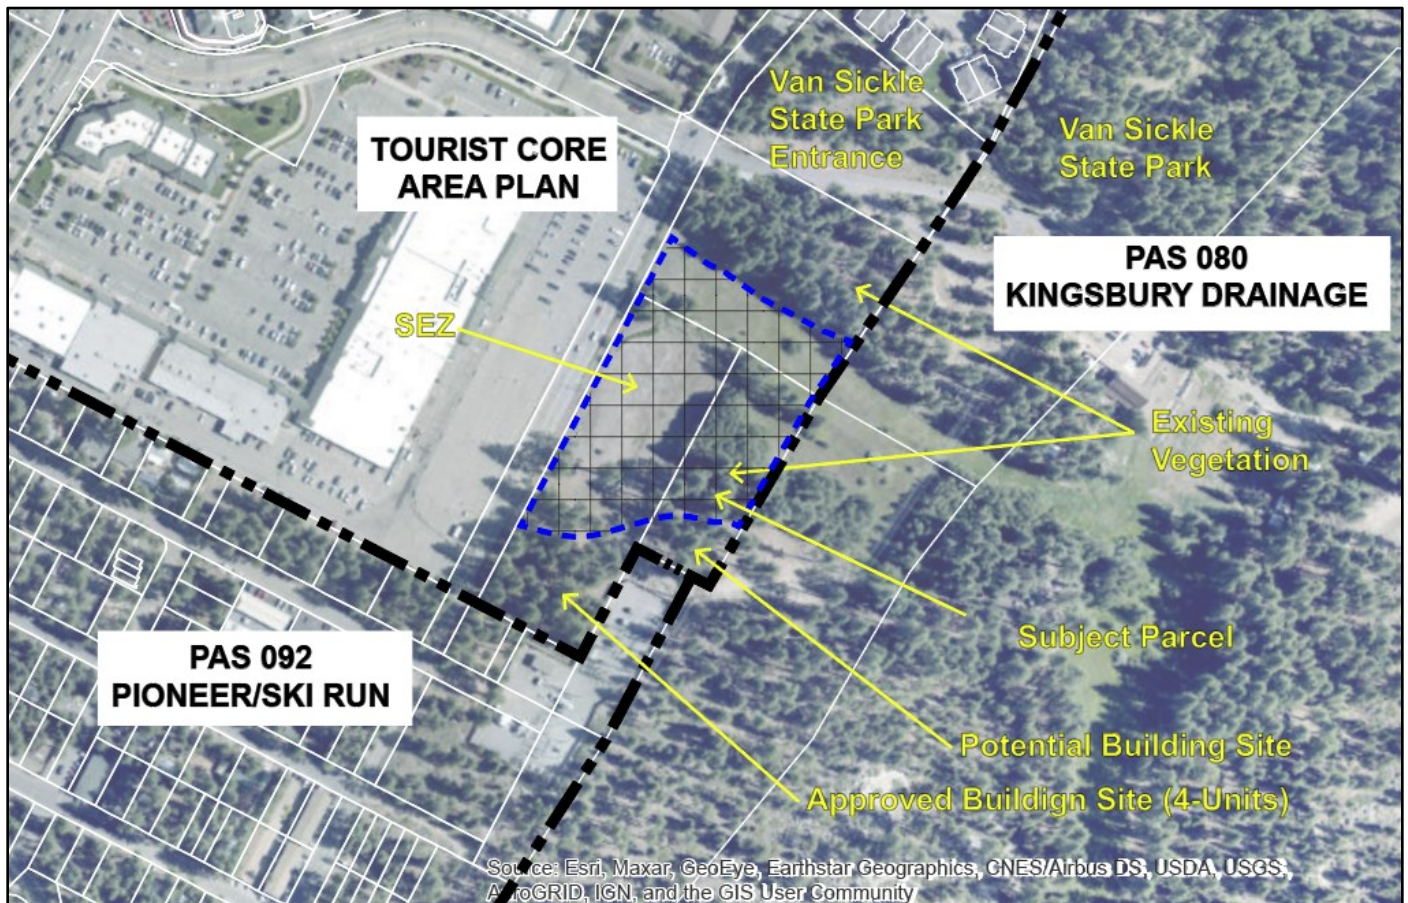 Van Sickle
State Park
Entrance
Van Sickle
State Park
TOURIST CORE
AREA PLAN
PAS 080
KINGSBURY DRAINAGE
SEZ
Existing
Vegetation
Subject Parcel
PAS 092
PIONEER/SKI RUN
Potential Building Site
Approved Buildign Site (4-Units)
Source: Esri, Maxar, GeoEye, Earthstar Geographics, CNES/Airbus DS, USDA, USGS,
AeroGRID, IGN, and the GIS User Community